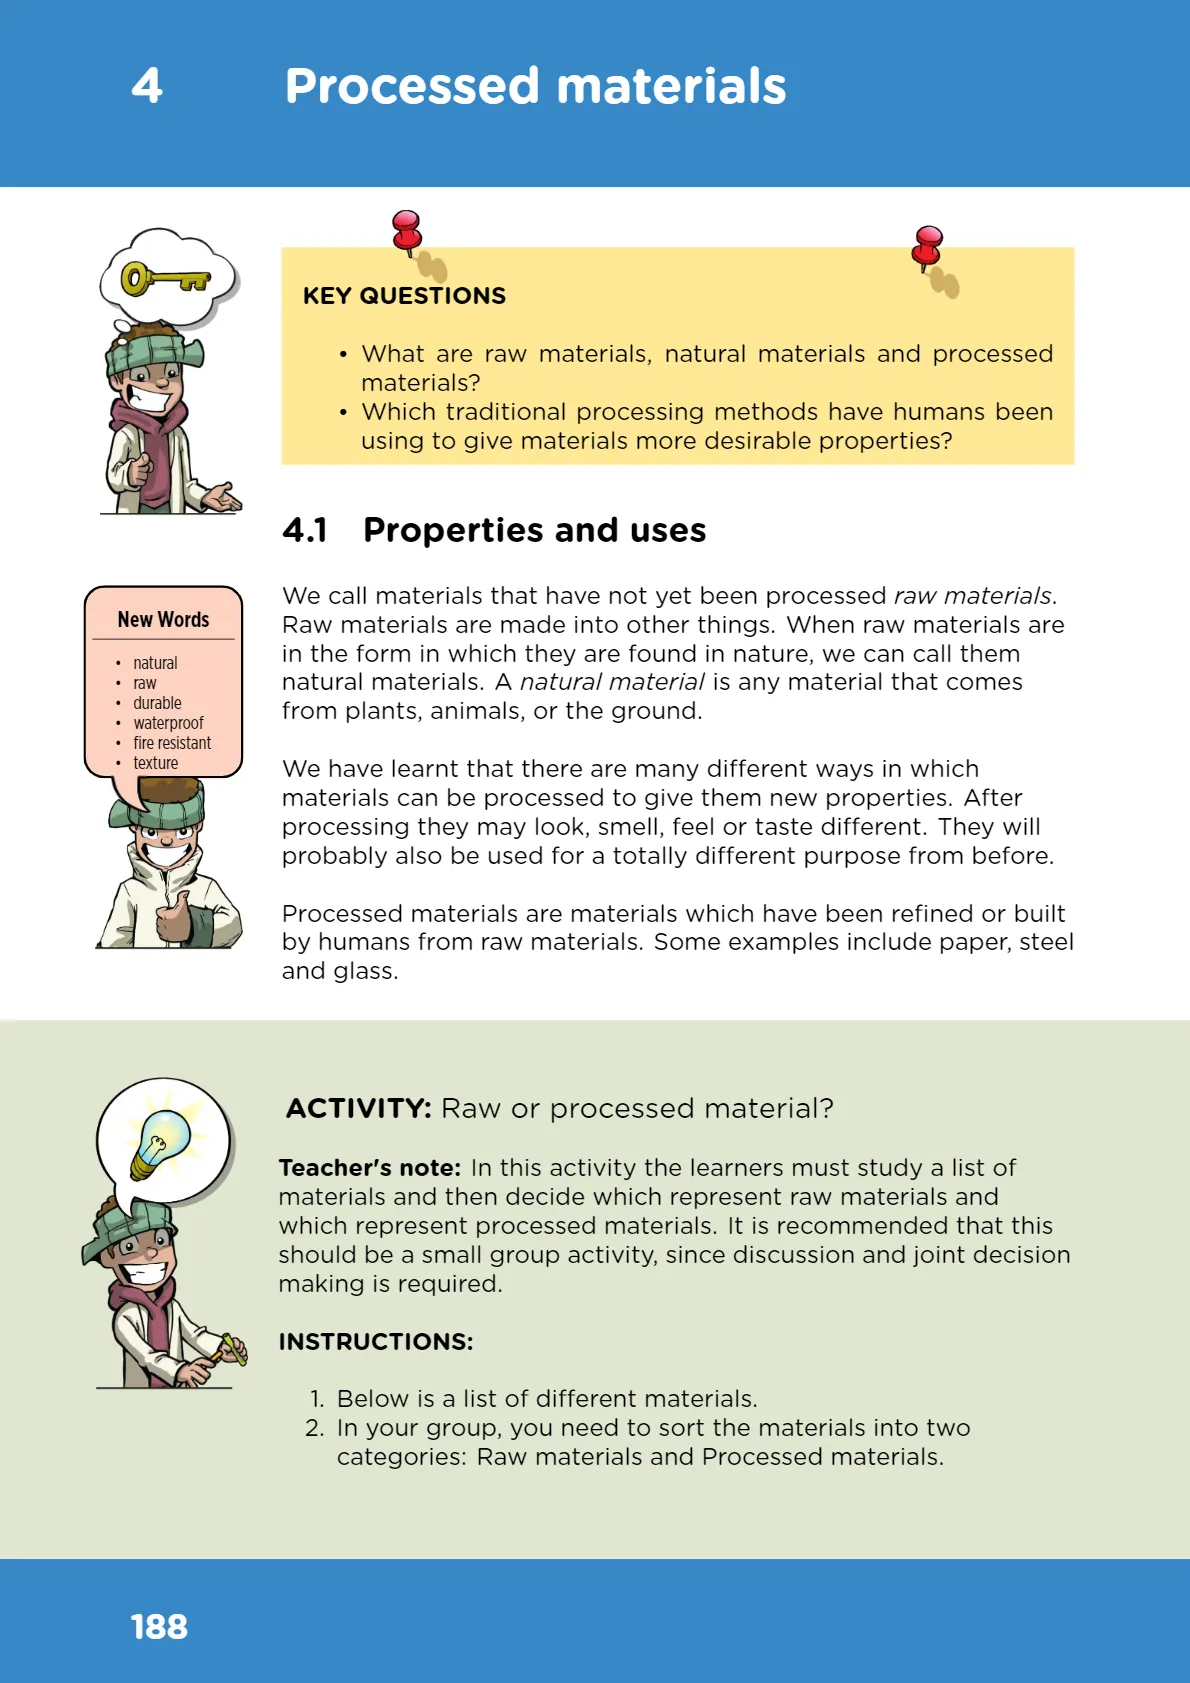 4 Processed materials
KEY QUESTIONS
• What are raw materials, natural materials and processed
materials?
• Which traditional processing methods have humans been
using to give materials more desirable properties?
4.1 Properties and uses
New Words
• natural
• raw
• durable
• waterproof
• fire resistant
• texture
We call materials that have not yet been processed raw materials.
Raw materials are made into other things. When raw materials are
in the form in which they are found in nature, we can call them
natural materials. A natural material is any material that comes
from plants, animals, or the ground.
We have learnt that there are many different ways in which
materials can be processed to give them new properties. After
processing they may look, smell, feel or taste different. They will
probably also be used for a totally different purpose from before.
Processed materials are materials which have been refined or built
by humans from raw materials. Some examples include paper, steel
and glass.
ACTIVITY: Raw or processed material?
Teacher's note: In this activity the learners must study a list of
materials and then decide which represent raw materials and
which represent processed materials. It is recommended that this
should be a small group activity, since discussion and joint decision
making is required.
INSTRUCTIONS:
1. Below is a list of different materials.
2. In your group, you need to sort the materials into two
categories: Raw materials and Processed materials.
188